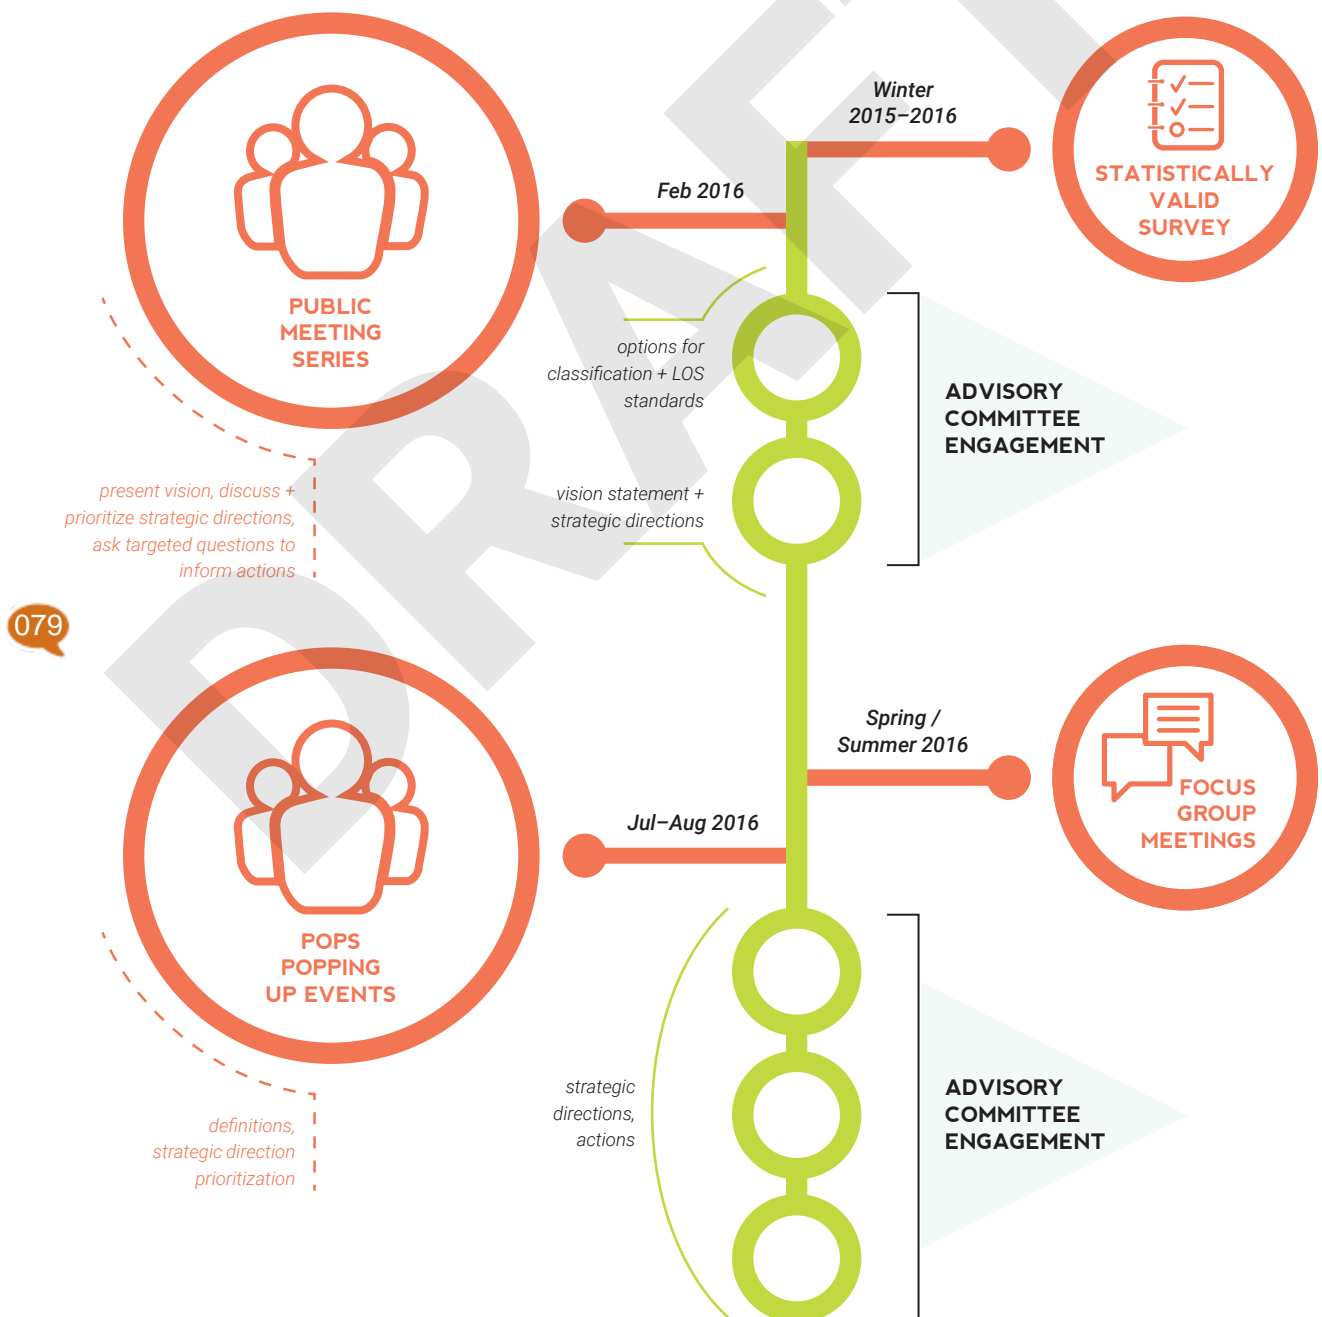 Winter
2015–2016
STATISTICALLY
VALID
SURVEY
Feb 2016
PUBLIC
MEETING
SERIES
options for
classification + LOS
standards
ADVISORY
COMMITTEE
ENGAGEMENT
present vision, discuss +
prioritize strategic directions,
ask targeted questions to
inform actions
vision statement +
strategic directions
079
Spring /
Summer 2016
FOCUS
GROUP
MEETINGS
Jul–Aug 2016
POPS
POPPING
UP EVENTS
definitions,
strategic direction
prioritization
strategic
directions,
actions
ADVISORY
COMMITTEE
ENGAGEMENT
DRAFT